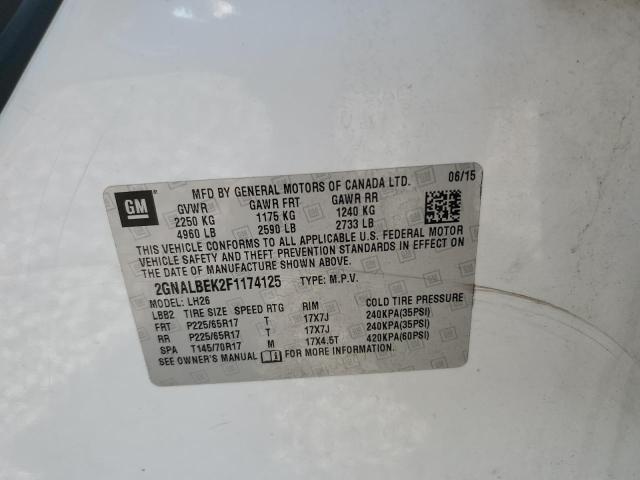 GM
MFD BY GENERAL MOTORS OF CANADA LTD. 06/15
GVWR GAWR FRT GAWR RR
2250 KG 1175 KG 1240 KG
4960 LB 2590 LB 2733 LB
THIS VEHICLE CONFORMS TO ALL APPLICABLE U.S. FEDERAL MOTOR
VEHICLE SAFETY AND THEFT PREVENTION STANDARDS IN EFFECT ON
THE DATE OF MANUFACTURE SHOWN ABOVE.
2GNALBEK2F1174125 TYPE: M.P.V.
MODEL: LH26
LBB2 TIRE SIZE SPEED RTG RIM COLD TIRE PRESSURE
FRT P225/65R17 T 17X7J 240KPA(35PSI)
RR P225/65R17 T 17X7J 240KPA(35PSI)
SPA T145/70R17 M 17X4.5T 420KPA(60PSI)
SEE OWNER'S MANUAL FOR MORE INFORMATION.